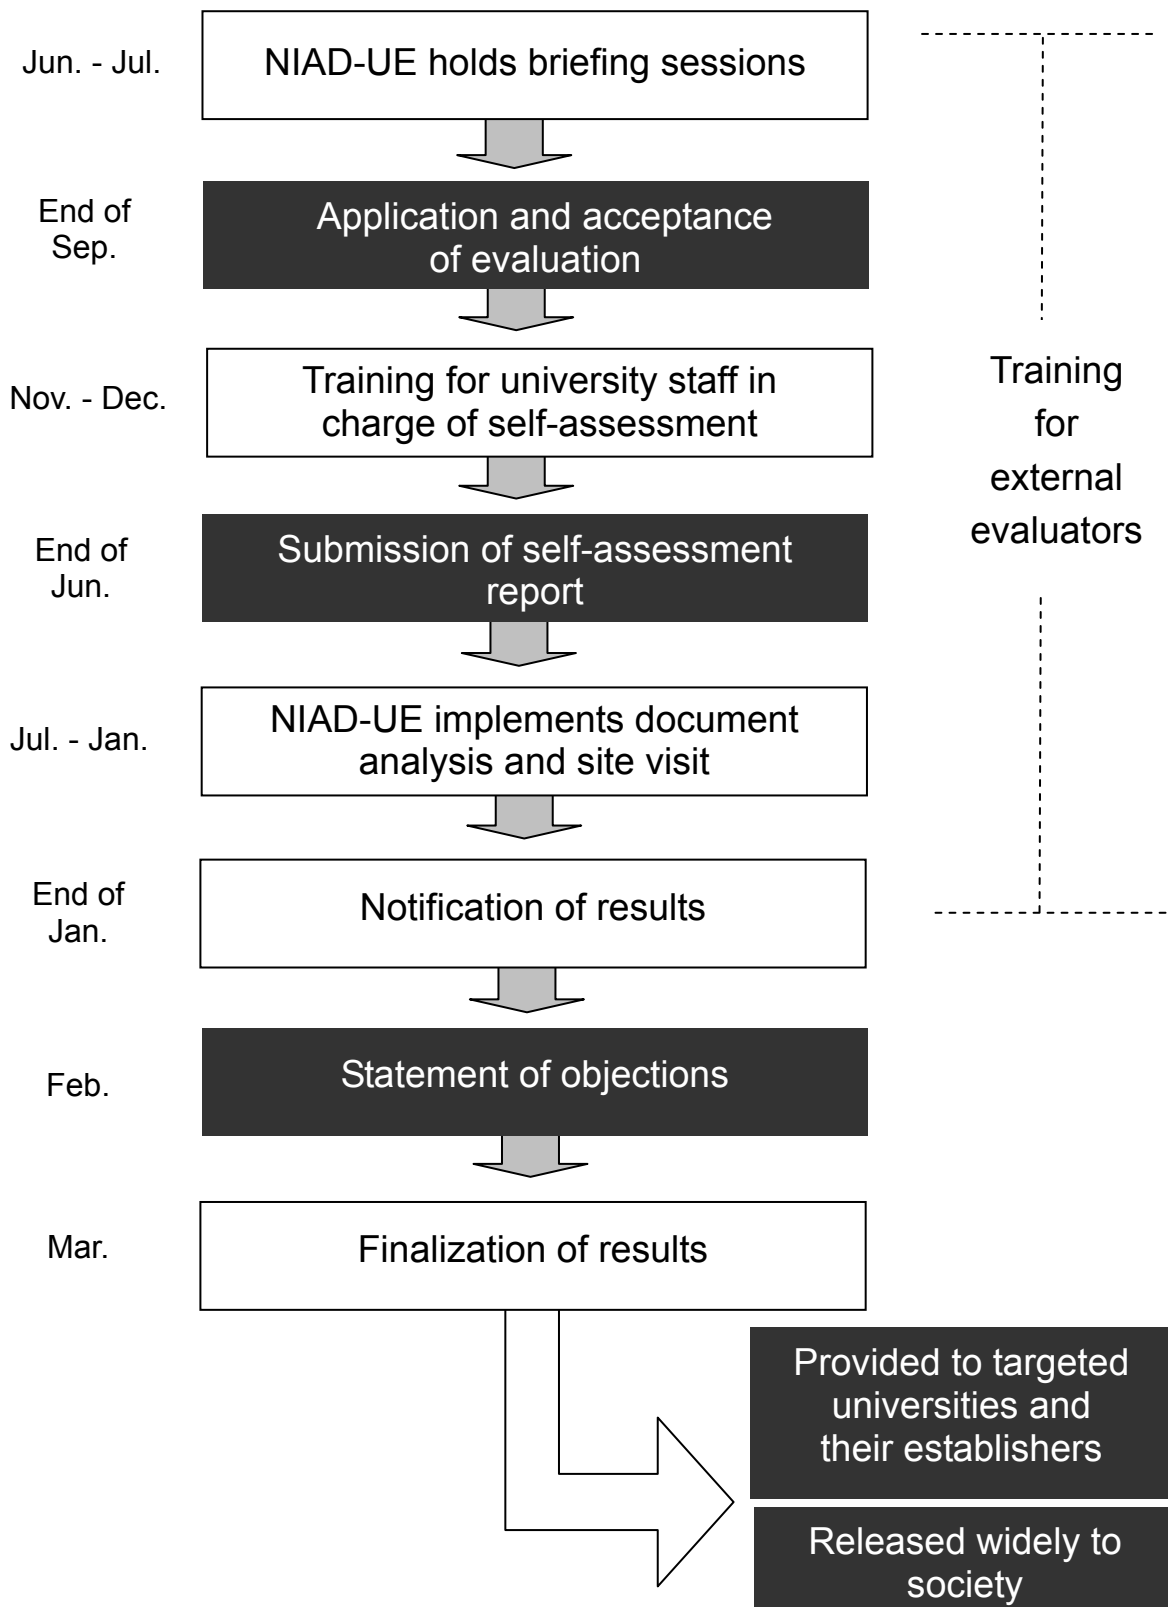 Jun. - Jul.
NIAD-UE holds briefing sessions
End of
Sep.
Application and acceptance
of evaluation
Nov. - Dec.
Training for university staff in
charge of self-assessment
Training
for
external
evaluators
End of
Jun.
Submission of self-assessment
report
Jul. - Jan.
NIAD-UE implements document
analysis and site visit
End of
Jan.
Notification of results
Feb.
Statement of objections
Mar.
Finalization of results
Provided to targeted
universities and
their establishers
Released widely to
society